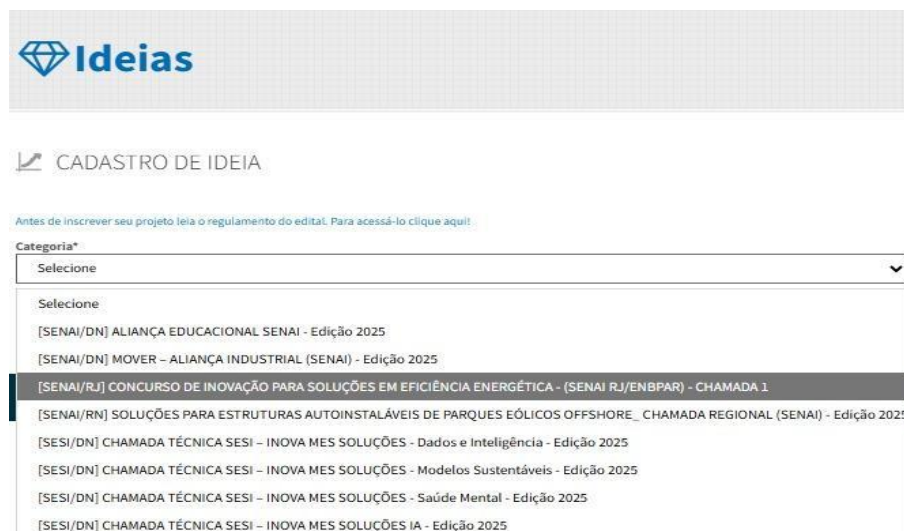 Ideias
CADASTRO DE IDEIA
Antes de inscrever seu projeto leia o regulamento do edital. Para acessá-lo clique aqui!
Categoria*
Selecione
Selecione
[SENAI/DN] ALIANÇA EDUCACIONAL SENAI - Edição 2025
[SENAI/DN] MOVER – ALIANÇA INDUSTRIAL (SENAI) - Edição 2025
[SENAI/RJ] CONCURSO DE INOVAÇÃO PARA SOLUÇÕES EM EFICIÊNCIA ENERGÉTICA - (SENAI RJ/ENBPAR) - CHAMADA 1
[SENAI/RN] SOLUÇÕES PARA ESTRUTURAS AUTOINSTALÁVEIS DE PARQUES EÓLICOS OFFSHORE_ CHAMADA REGIONAL (SENAI) - Edição 2025
[SESI/DN] CHAMADA TÉCNICA SESI – INOVA MES SOLUÇÕES - Dados e Inteligência - Edição 2025
[SESI/DN] CHAMADA TÉCNICA SESI – INOVA MES SOLUÇÕES - Modelos Sustentáveis - Edição 2025
[SESI/DN] CHAMADA TÉCNICA SESI – INOVA MES SOLUÇÕES - Saúde Mental - Edição 2025
[SESI/DN] CHAMADA TÉCNICA SESI – INOVA MES SOLUÇÕES IA - Edição 2025